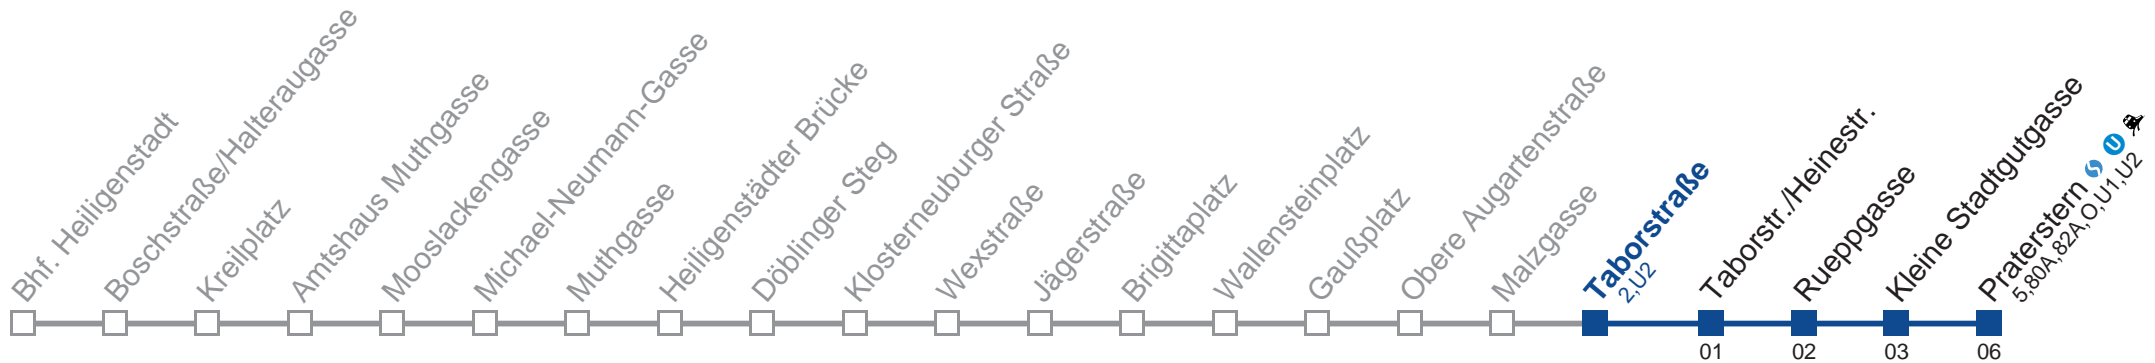 Bhf. Heiligenstadt
Boschstraße/Halteraugasse
Kreilplatz
Amtshaus Muthgasse
Mooslackengasse
Michael-Neumann-Gasse
Muthgasse
Heiligenstädter Brücke
Döblinger Steg
Klosterneuburger Straße
Wexstraße
Jägerstraße
Brigittaplatz
Wallensteinplatz
Gaußplatz
Obere Augartenstraße
Malzgasse
Taborstraße
2,U2
Taborstr./Heinestr.
Rueppgasse
Kleine Stadtgutgasse
Praterstern S U
5,80A,82A,O,U1,U2
01
02
03
06